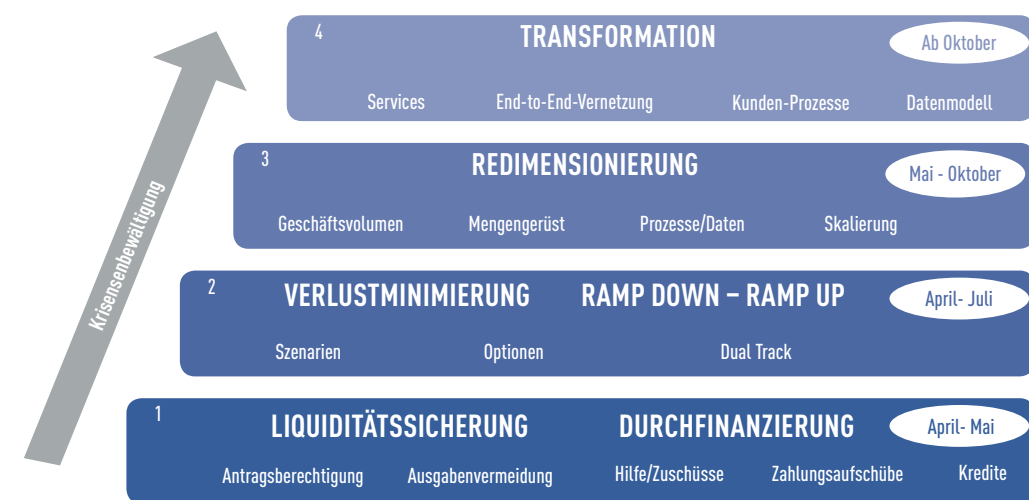 4 TRANSFORMATION Ab Oktober
Services End-to-End-Vernetzung Kunden-Prozesse Datenmodell
3 REDIMENSIONIERUNG Mai - Oktober
Geschäftsvolumen Mengengerüst Prozesse/Daten Skalierung
Krisensenbewältigung
2 VERLUSTMINIMIERUNG RAMP DOWN – RAMP UP April- Juli
Szenarien Optionen Dual Track
1 LIQUIDITÄTSSICHERUNG DURCHFINANZIERUNG April- Mai
Antragsberechtigung Ausgabenvermeidung Hilfe/Zuschüsse Zahlungsaufschübe Kredite